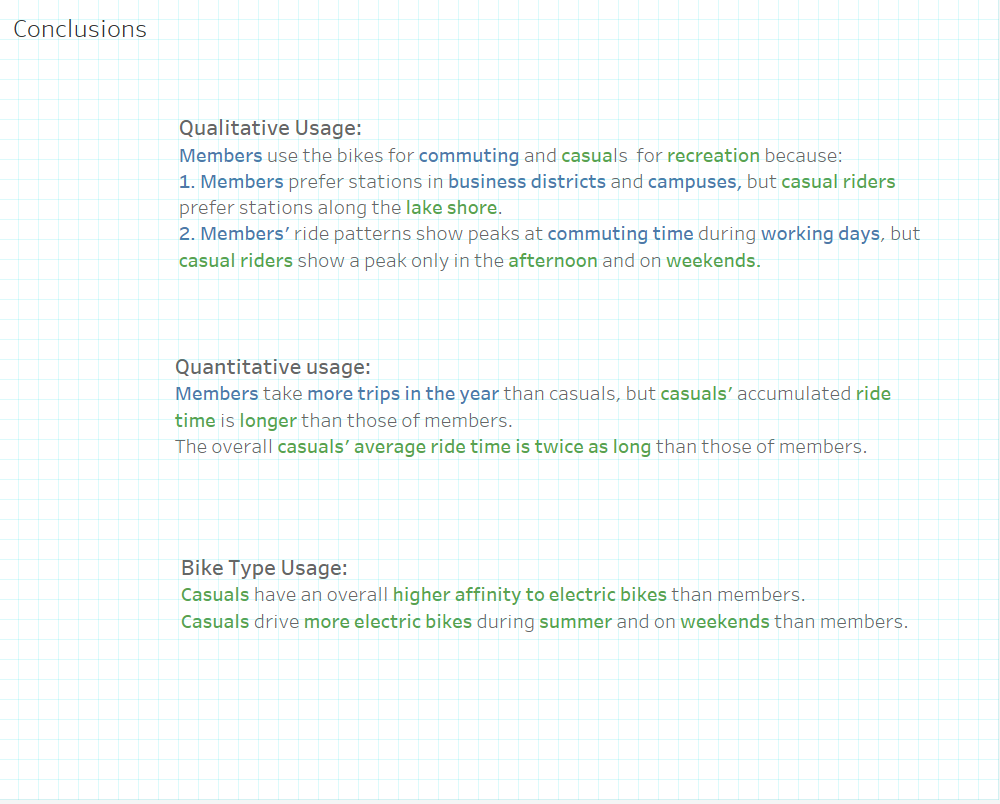 Conclusions
Qualitative Usage:
Members use the bikes for commuting and casuals  for recreation because:
1. Members prefer stations in business districts and campuses, but casual riders
prefer stations along the lake shore.
2. Members’ ride patterns show peaks at commuting time during working days, but
casual riders show a peak only in the afternoon and on weekends.
Quantitative usage:
Members take more trips in the year than casuals, but casuals’ accumulated ride
time is longer than those of members.
The overall casuals’ average ride time is twice as long than those of members.
Bike Type Usage:
Casuals have an overall higher affinity to electric bikes than members.
Casuals drive more electric bikes during summer and on weekends than members.